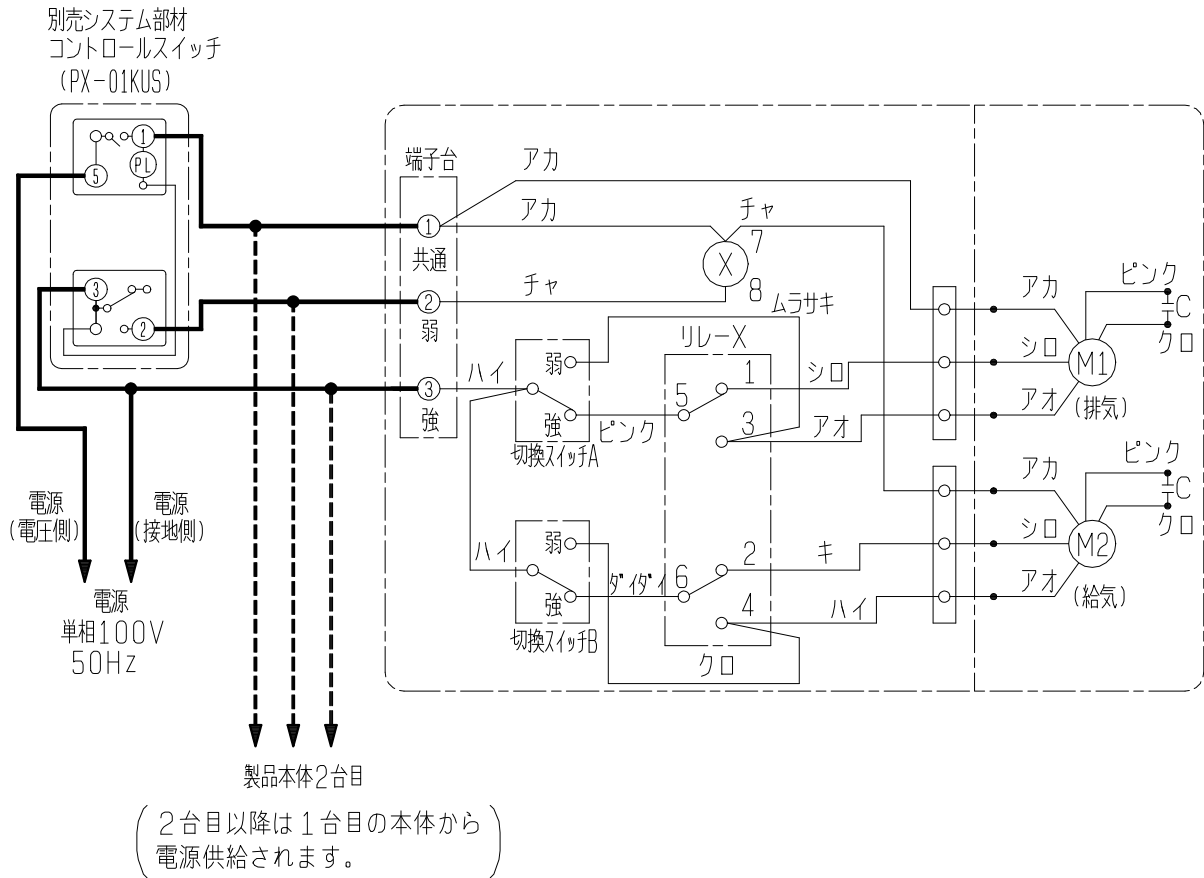 別売システム部材
コントロールスイッチ
(PX-01KUS)
1
PL
5
3
2
端子台
1
共通
2
弱
3
強
アカ
アカ
チャ
7
X
8
チャ
ムラサキ
リレーX
ハイ
弱
強
切換スイッチA
ピンク
5
1
3
シロ
アオ
ハイ
弱
強
切換スイッチB
ダイダイ
6
2
4
キ
ハイ
クロ
アカ
シロ
アオ
ピンク
C
クロ
M1
(排気)
アカ
シロ
アオ
ピンク
C
クロ
M2
(給気)
電源
(電圧側)
電源
(接地側)
電源
単相100V
50Hz
製品本体2台目
(2台目以降は1台目の本体から
電源供給されます。)